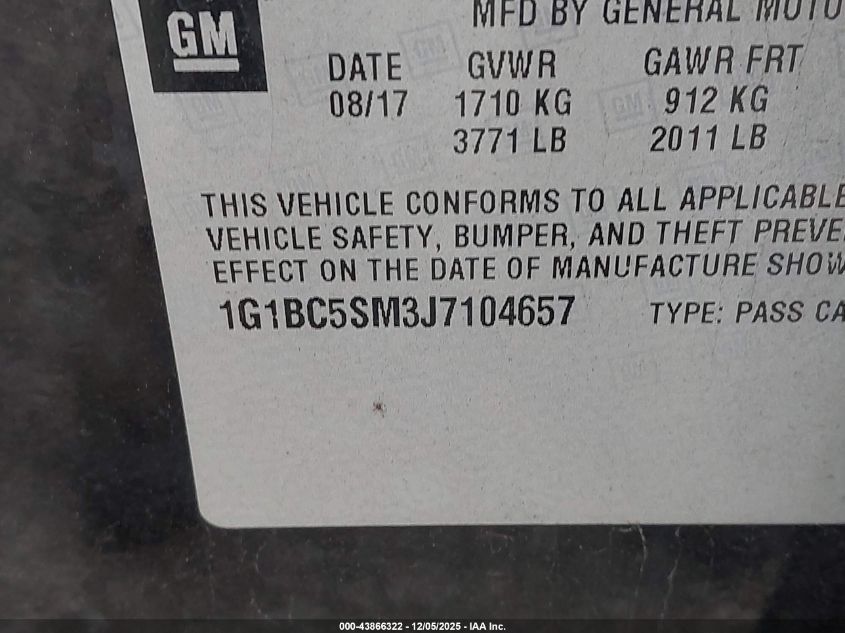 GM
MFD BY GENERAL MOTO
DATE GVWR GAWR FRT
08/17 1710 KG 912 KG
3771 LB 2011 LB
THIS VEHICLE CONFORMS TO ALL APPLICABLE
VEHICLE SAFETY, BUMPER, AND THEFT PREVE
EFFECT ON THE DATE OF MANUFACTURE SHOW
1G1BC5SM3J7104657 TYPE: PASS CA
000-43866322 - 12/05/2025 - IAA Inc.